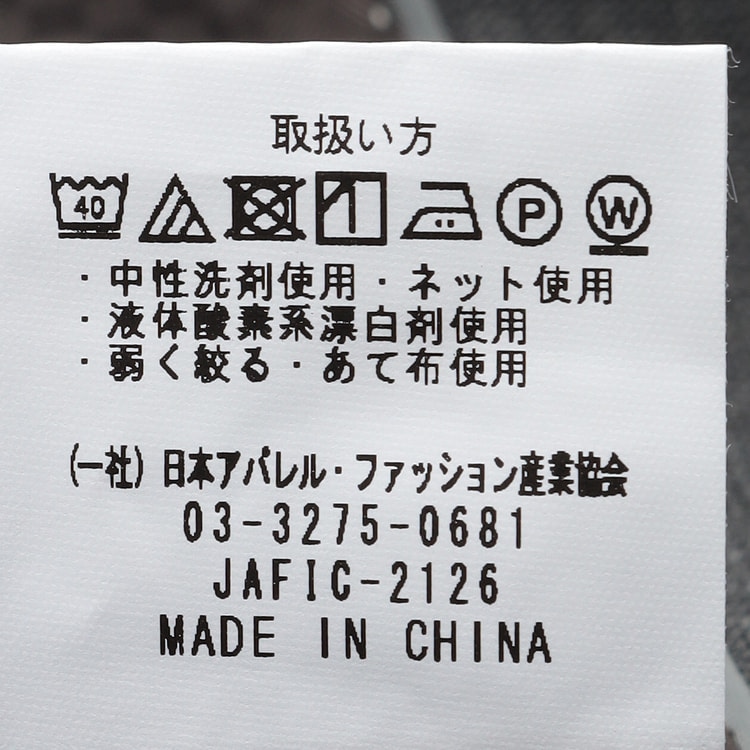 取扱い方
40 P W
・中性洗剤使用・ネット使用
・液体酸素系漂白剤使用
・弱く絞る・あて布使用
(一社)日本アパレル・ファッション産業協会
03-3275-0681
JAFIC-2126
MADE IN CHINA